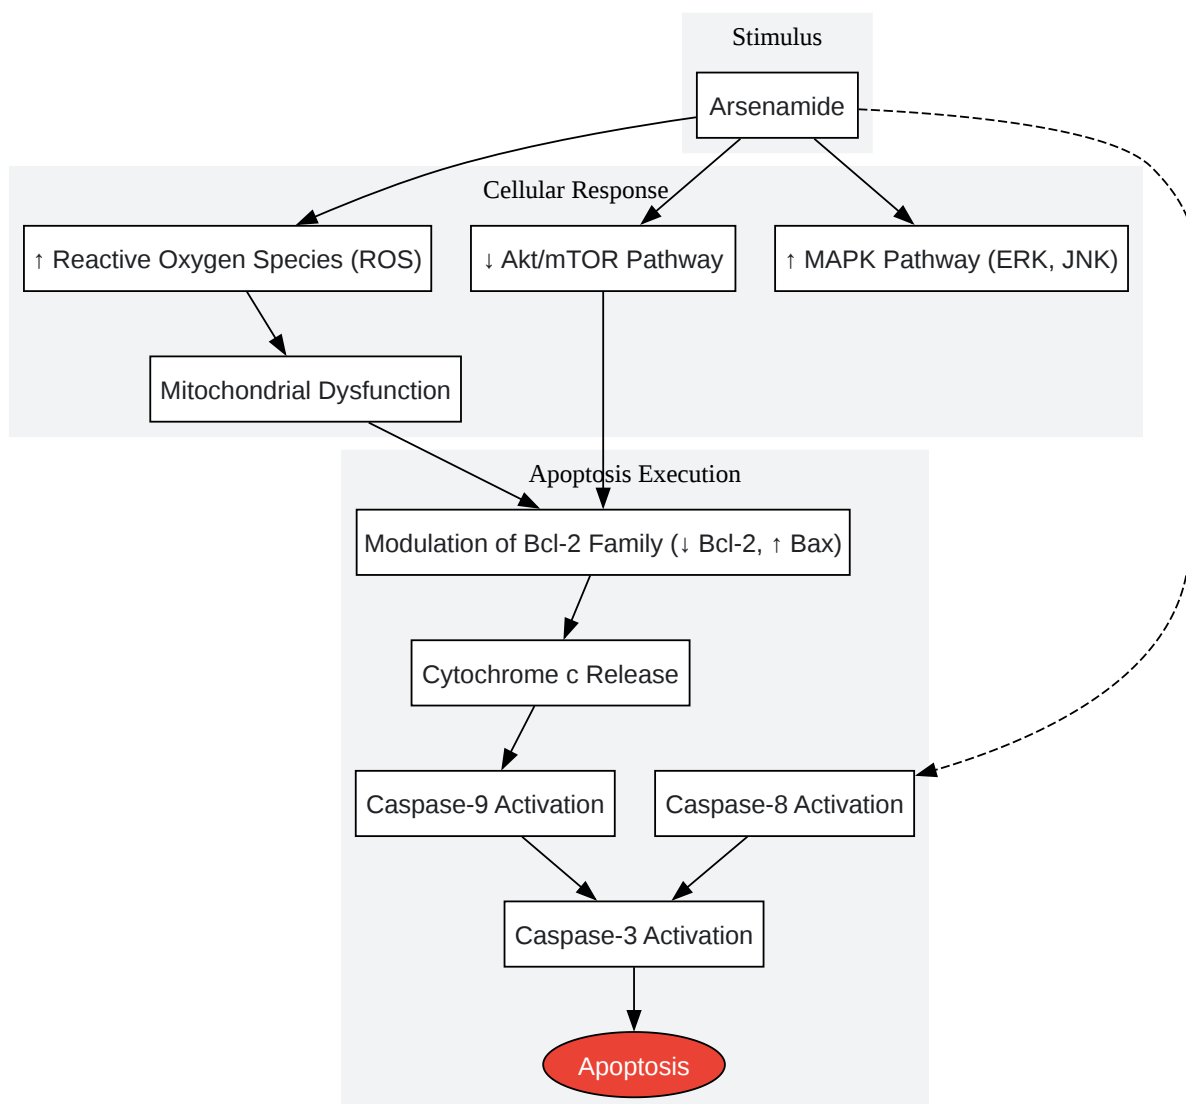 Stimulus
Arsenamide
Cellular Response
↑ Reactive Oxygen Species (ROS)
↓ Akt/mTOR Pathway
↑ MAPK Pathway (ERK, JNK)
Mitochondrial Dysfunction
Apoptosis Execution
Modulation of Bcl-2 Family (↓ Bcl-2, ↑ Bax)
Cytochrome c Release
Caspase-9 Activation
Caspase-8 Activation
Caspase-3 Activation
Apoptosis